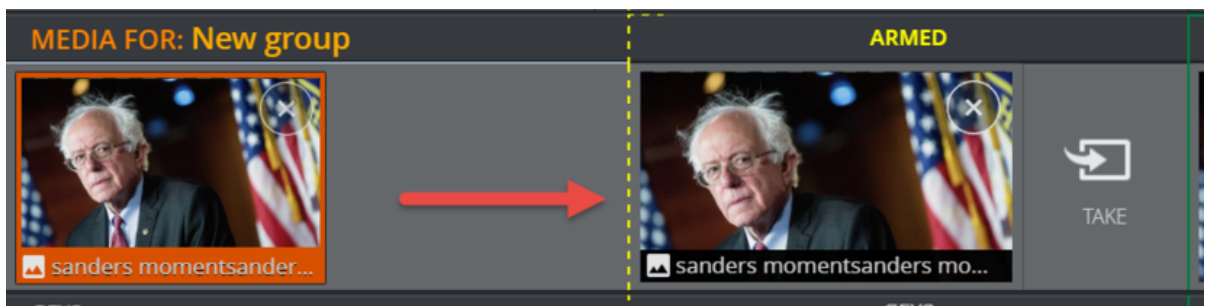 MEDIA FOR: New group
ARMED
sanders momentsander...
sanders momentsanders mo...
TAKE